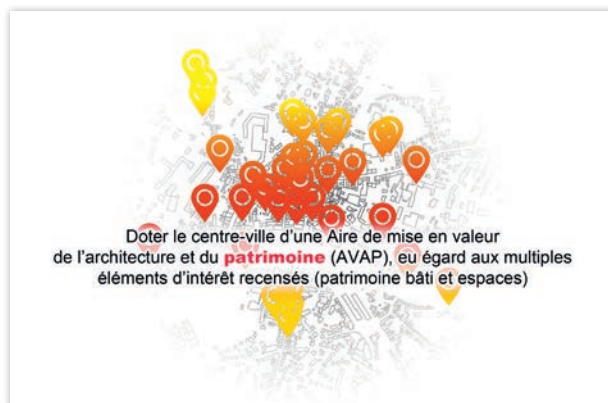 Doter le centre-ville d'une Aire de mise en valeur
de l'architecture et du patrimoine (AVAP), eu égard aux multiples
éléments d'intérêt recensés (patrimoine bâti et espaces)